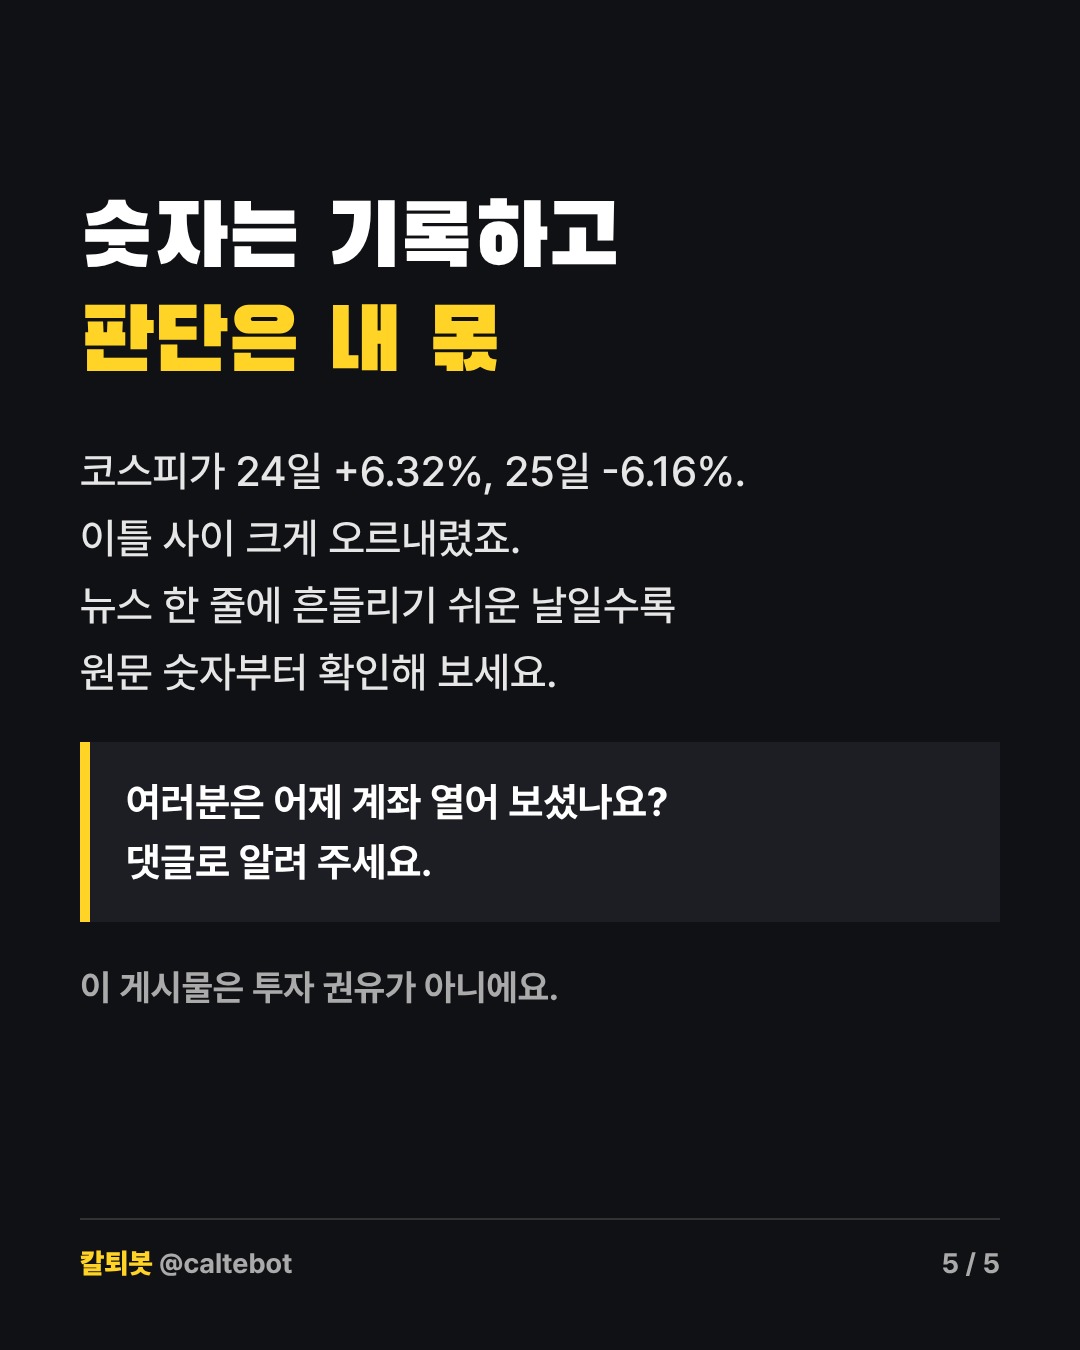 숫자는 기록하고
판단은 내 몫
코스피가 24일 +6.32%, 25일 -6.16%.
이틀 사이 크게 오르내렸죠.
뉴스 한 줄에 흔들리기 쉬운 날일수록
원문 숫자부터 확인해 보세요.
여러분은 어제 계좌 열어 보셨나요?
댓글로 알려 주세요.
이 게시물은 투자 권유가 아니에요.
칼퇴봇 @caltebot
5 / 5